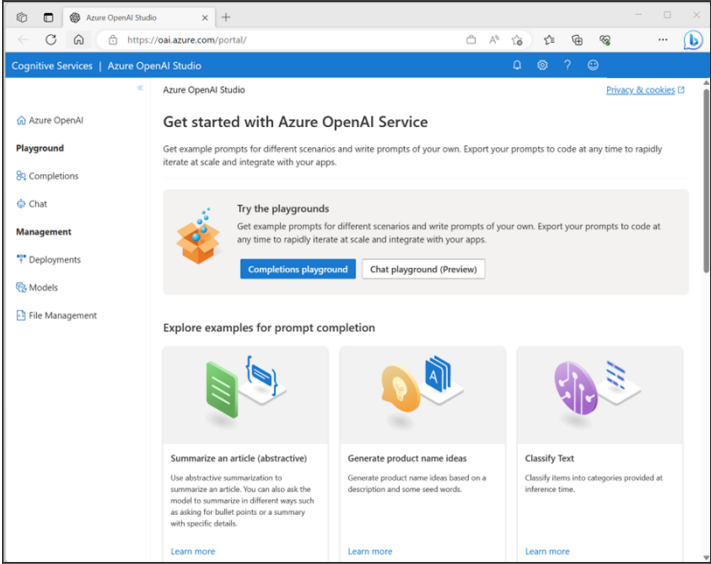 Azure OpenAI Studio
https://oai.azure.com/portal/
Cognitive Services | Azure OpenAI Studio
Azure OpenAI Studio
Privacy & cookies
Azure OpenAI
Playground
Completions
Chat
Management
Deployments
Models
File Management
Get started with Azure OpenAI Service
Get example prompts for different scenarios and write prompts of your own. Export your prompts to code at any time to rapidly
iterate at scale and integrate with your apps.
Try the playgrounds
Get example prompts for different scenarios and write prompts of your own. Export your prompts to code at
any time to rapidly iterate at scale and integrate with your apps.
Completions playground
Chat playground (Preview)
Explore examples for prompt completion
Summarize an article (abstractive)
Use abstractive summarization to
summarize an article. You can also ask the
model to summarize in different ways such
as asking for bullet points or a summary
with specific details.
Learn more
A
Generate product name ideas
Generate product name ideas based on a
description and some seed words.
Learn more
Classify Text
Classify items into categories provided at
inference time.
Learn more